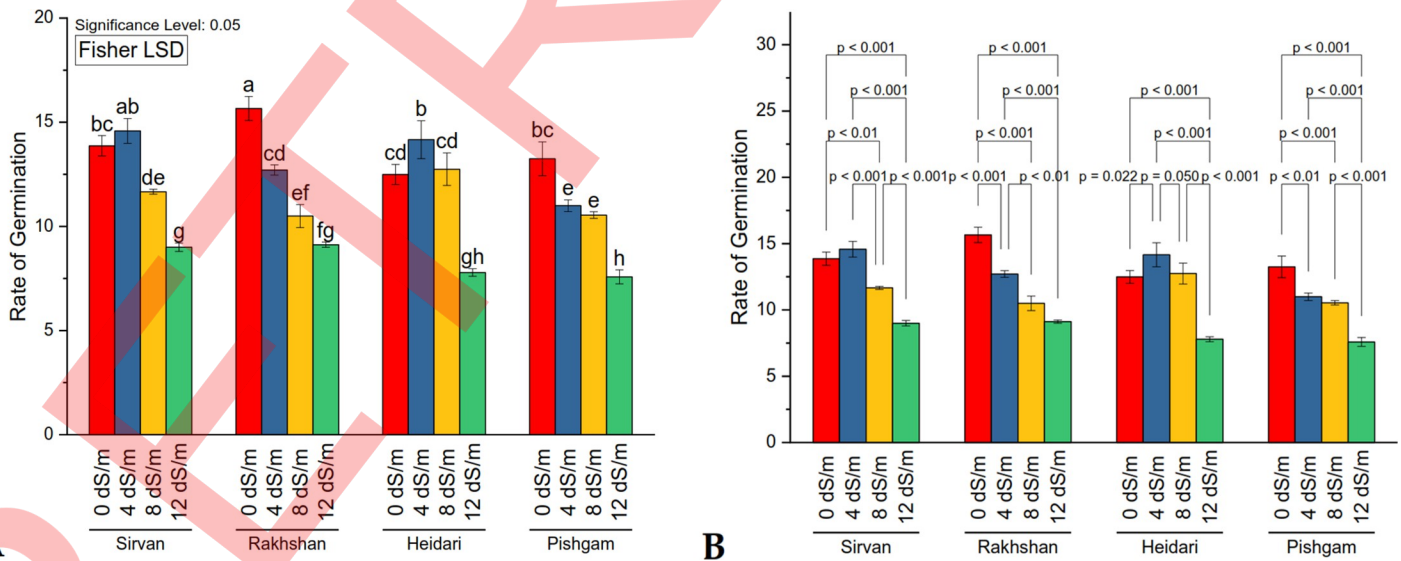 20
Significance Level: 0.05
Fisher LSD
15
10
5
0
Rate of Germination
bc ab de g
a cd ef fg
cd b cd gh
bc e e h
0 dS/m 4 dS/m 8 dS/m 12 dS/m
0 dS/m 4 dS/m 8 dS/m 12 dS/m
0 dS/m 4 dS/m 8 dS/m 12 dS/m
0 dS/m 4 dS/m 8 dS/m 12 dS/m
Sirvan Rakhshan Heidari Pishgam
B
30
25
20
15
10
5
0
Rate of Germination
p < 0.001 p < 0.001 p < 0.001
p < 0.001 p < 0.001 p < 0.001 p < 0.001
p < 0.01
p < 0.001 p < 0.001 p < 0.001
p < 0.001 p < 0.001 p < 0.001 p < 0.01 p = 0.022 p = 0.050 p < 0.001 p < 0.01 p < 0.001
0 dS/m 4 dS/m 8 dS/m 12 dS/m
0 dS/m 4 dS/m 8 dS/m 12 dS/m
0 dS/m 4 dS/m 8 dS/m 12 dS/m
0 dS/m 4 dS/m 8 dS/m 12 dS/m
Sirvan Rakhshan Heidari Pishgam